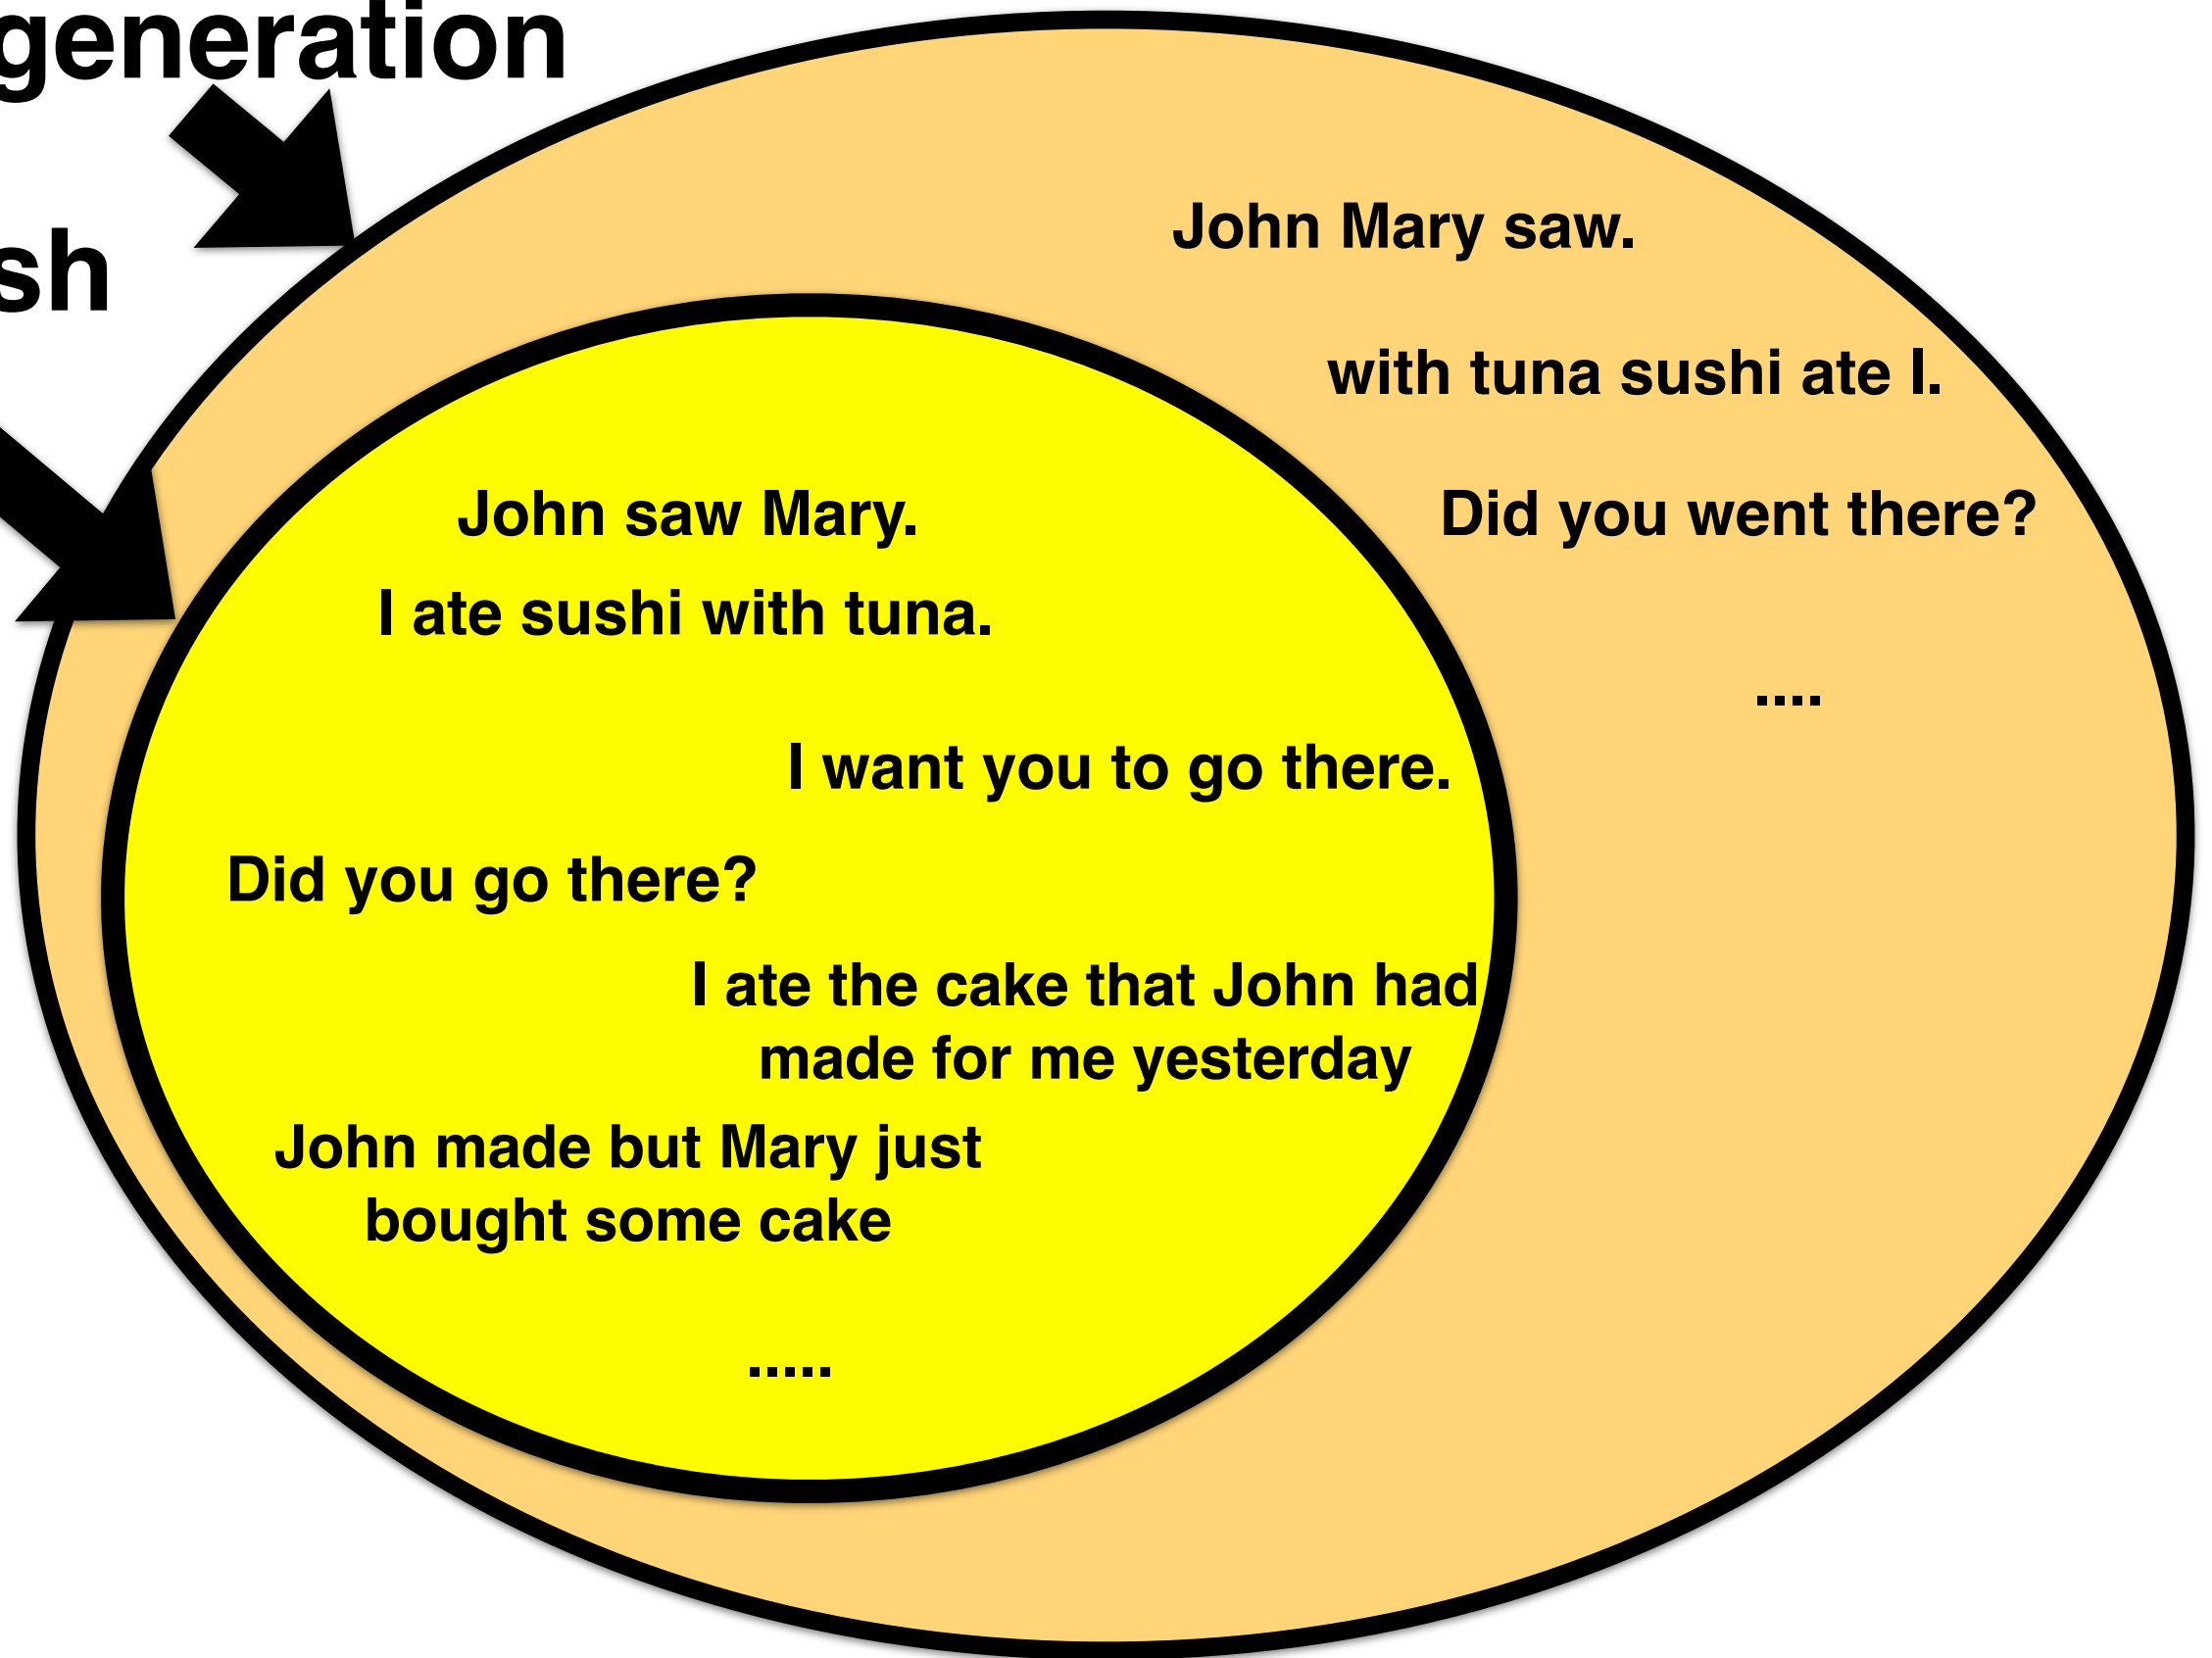 generation
sh
John Mary saw.
with tuna sushi ate I.
Did you went there?
....
John saw Mary.
I ate sushi with tuna.
I want you to go there.
Did you go there?
I ate the cake that John had
made for me yesterday
John made but Mary just
bought some cake
.....